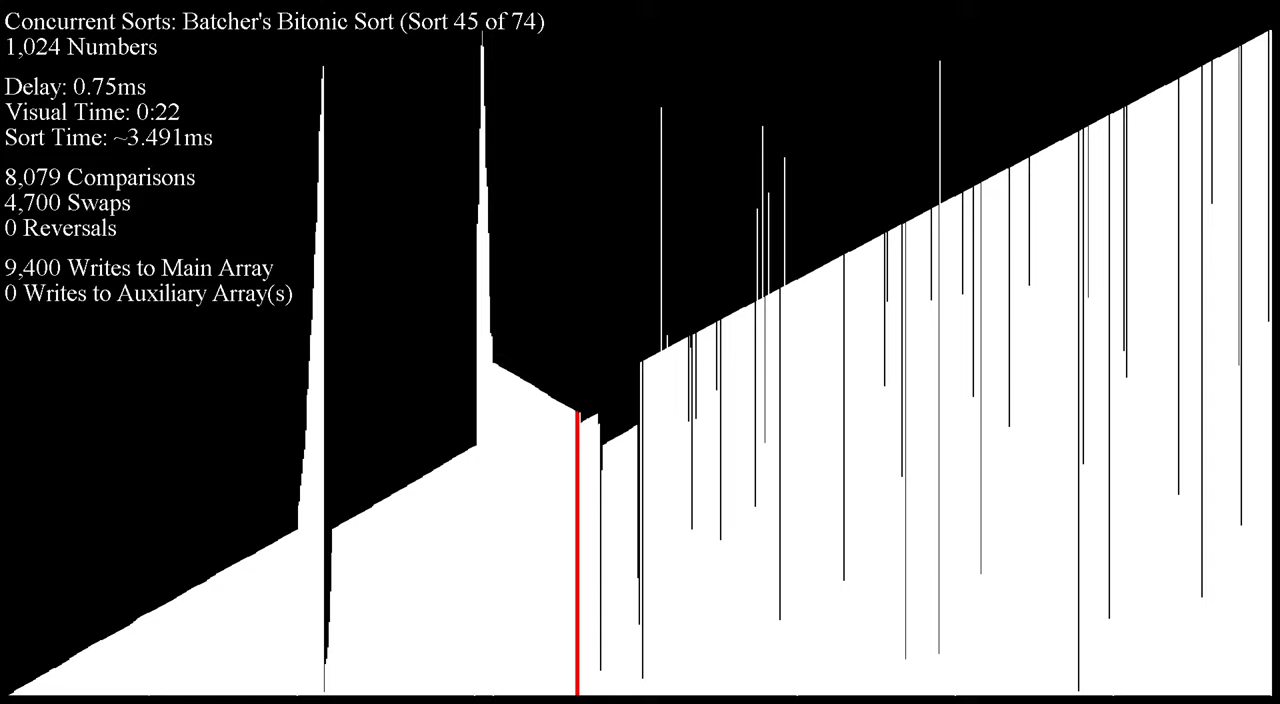 Concurrent Sorts: Batcher's Bitonic Sort (Sort 45 of 74)
1,024 Numbers
Delay: 0.75ms
Visual Time: 0:22
Sort Time: ~3.491ms
8,079 Comparisons
4,700 Swaps
0 Reversals
9,400 Writes to Main Array
0 Writes to Auxiliary Array(s)